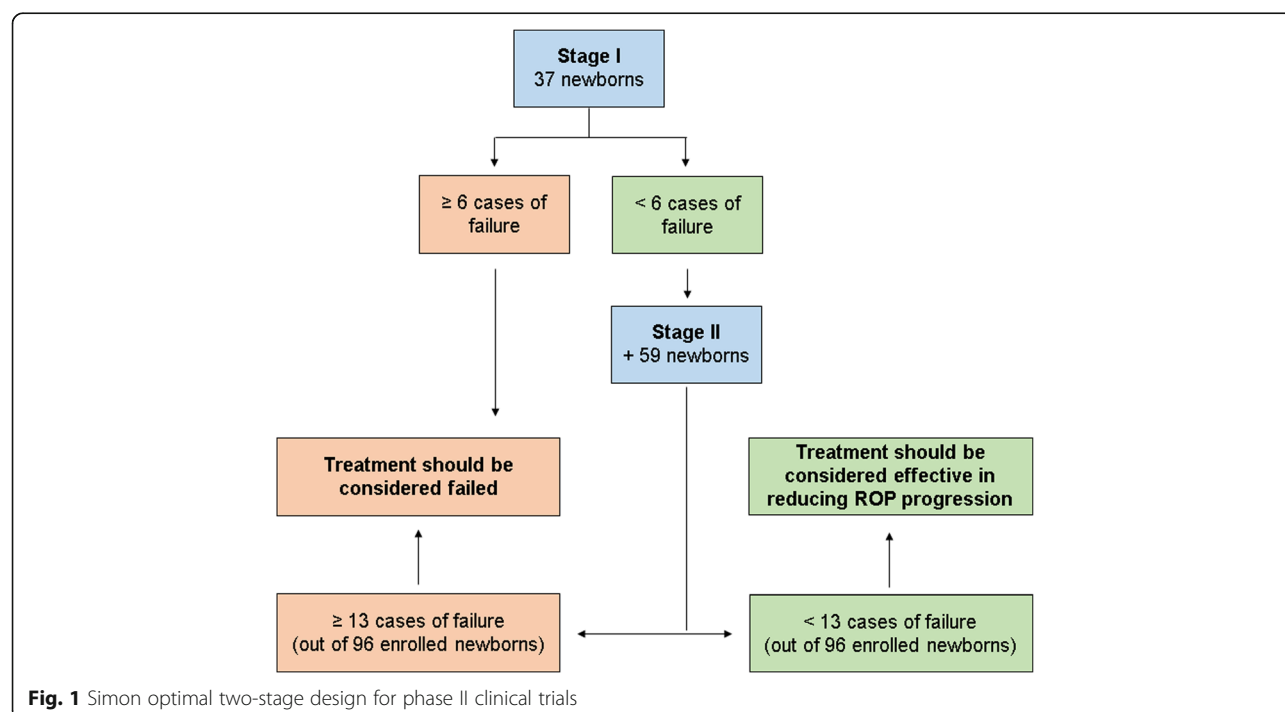 Stage I
37 newborns
≥ 6 cases of
failure
< 6 cases of
failure
Stage II
+ 59 newborns
Treatment should be
considered failed
Treatment should be
considered effective in
reducing ROP progression
≥ 13 cases of failure
(out of 96 enrolled newborns)
< 13 cases of failure
(out of 96 enrolled newborns)
Fig. 1 Simon optimal two-stage design for phase II clinical trials